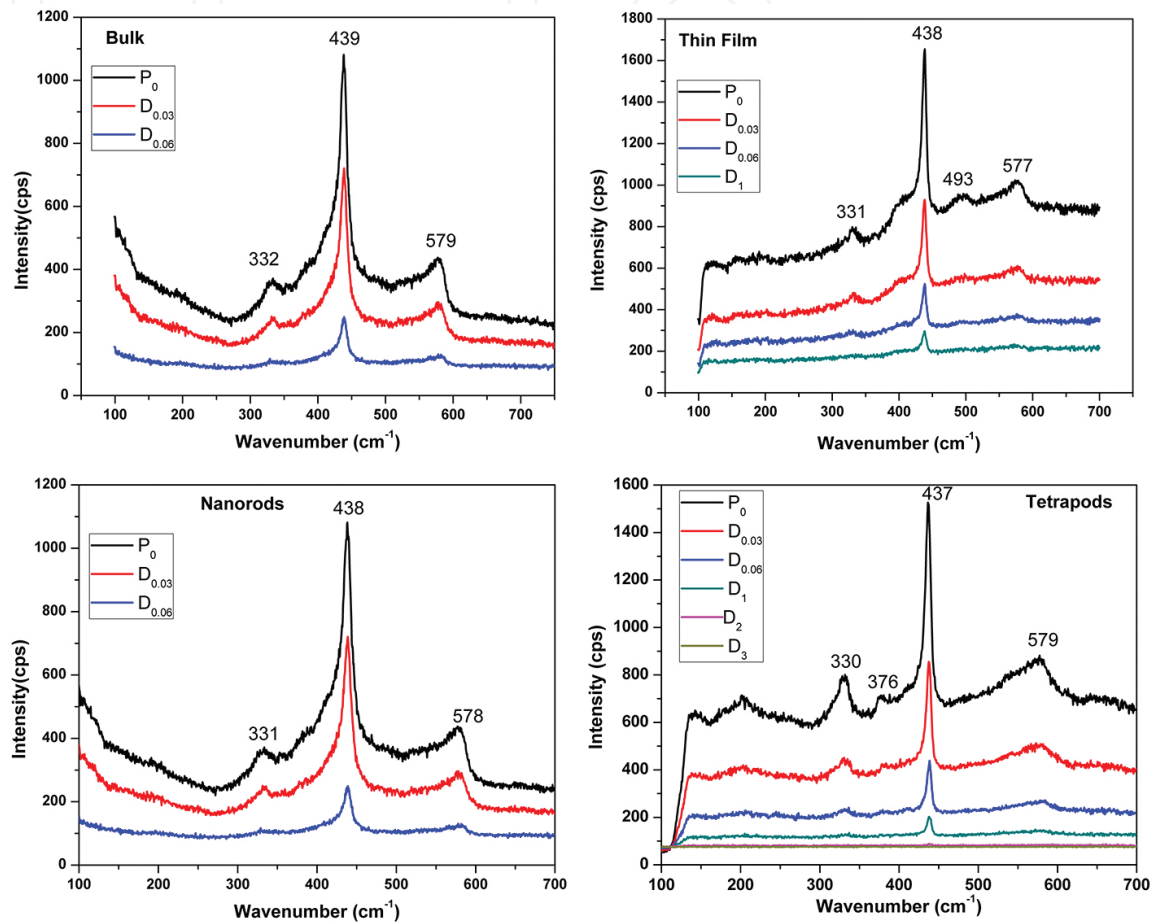 Bulk
P0
D0.03
D0.06
439
332
579
1200
1000
800
600
400
200
0
100 200 300 400 500 600 700
Intensity(cps)
Wavenumber (cm-1)
Thin Film
P0
D0.03
D0.06
D1
438
331
493
577
1800
1600
1400
1200
1000
800
600
400
200
0
100 200 300 400 500 600 700
Intensity (cps)
Wavenumber (cm-1)
Nanorods
P0
D0.03
D0.06
438
331
578
1200
1000
800
600
400
200
0
100 200 300 400 500 600 700
Intensity (cps)
Wavenumber (cm-1)
Tetrapods
P0
D0.03
D0.06
D1
D2
D3
437
330
376
579
1600
1400
1200
1000
800
600
400
200
0
100 200 300 400 500 600 700
Intensity (cps)
Wavenumber (cm-1)